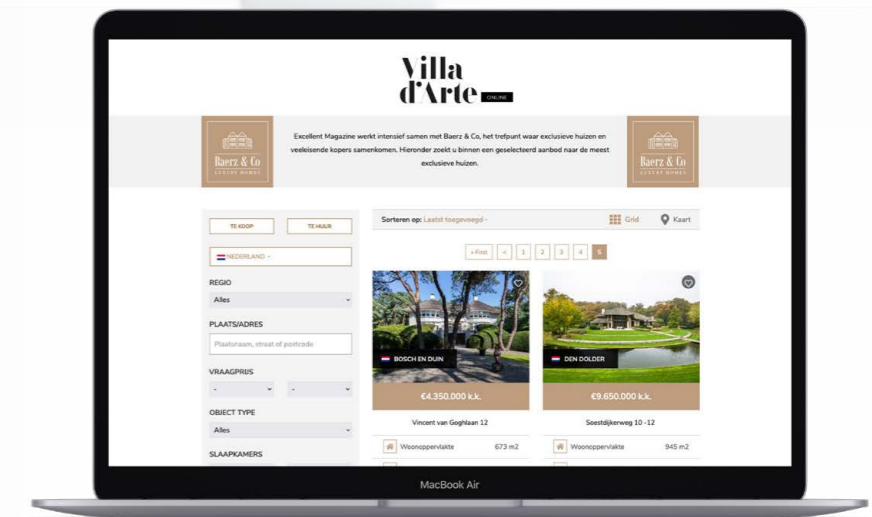 Villa
d'Arte ONLINE
Baerz & Co
LUXURY HOMES
Excellent Magazine werkt intensief samen met Baerz & Co, het trefpunt waar exclusieve huizen en
veeleisende kopers samenkomen. Hieronder zoekt u binnen een geselecteerd aanbod naar de meest
exclusieve huizen.
Baerz & Co
LUXURY HOMES
TE KOOP TE HUUR
NEDERLAND -
REGIO
Alles
PLAATS/ADRES
Plaatsnaam, straat of postcode
VRAAGPRIJS
- -
OBJECT TYPE
Alles
SLAAPKAMERS
Sorteren op: Laatst toegevoegd -
Grid Kaart
« First < 1 2 3 4 5
BOSCH EN DUIN
€4.350.000 k.k.
Vincent van Goghlaan 12
Woonoppervlakte 673 m2
DEN DOLDER
€9.650.000 k.k.
Soestdijkerweg 10 -12
Woonoppervlakte 945 m2
MacBook Air